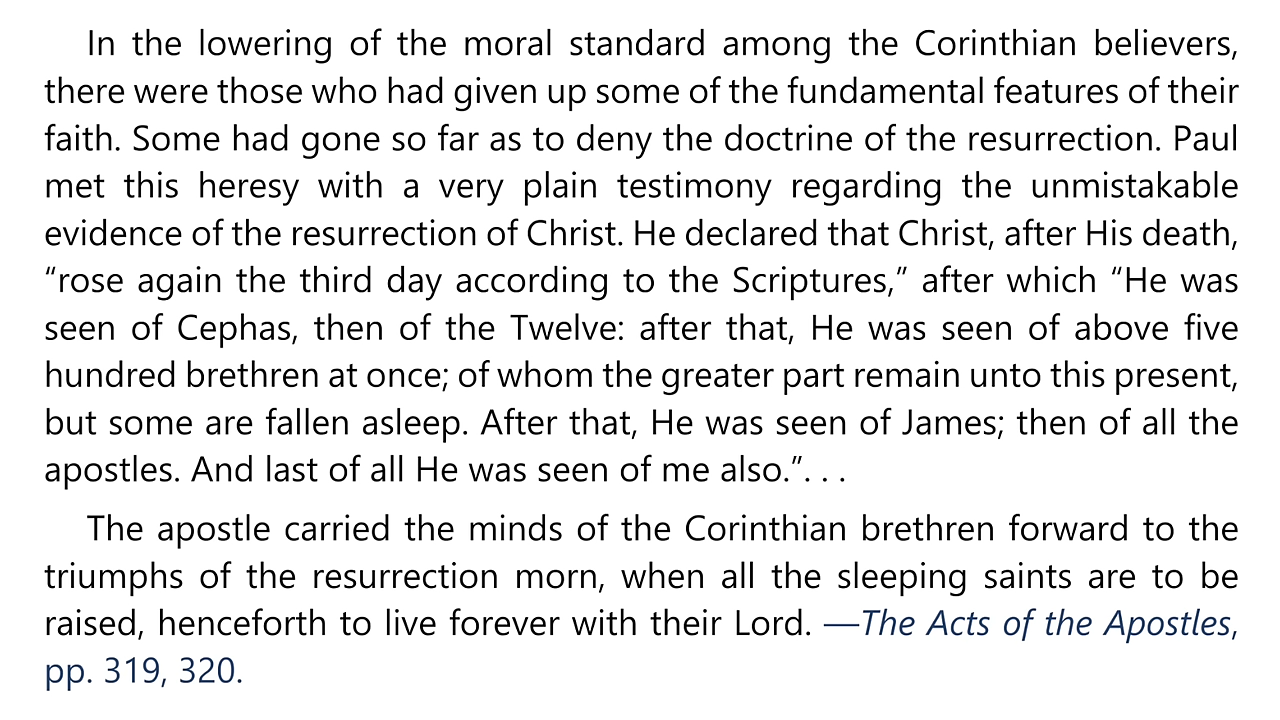 In the lowering of the moral standard among the Corinthian believers,
there were those who had given up some of the fundamental features of their
faith. Some had gone so far as to deny the doctrine of the resurrection. Paul
met this heresy with a very plain testimony regarding the unmistakable
evidence of the resurrection of Christ. He declared that Christ, after His death,
“rose again the third day according to the Scriptures,” after which “He was
seen of Cephas, then of the Twelve: after that, He was seen of above five
hundred brethren at once; of whom the greater part remain unto this present,
but some are fallen asleep. After that, He was seen of James; then of all the
apostles. And last of all He was seen of me also.”. . .
The apostle carried the minds of the Corinthian brethren forward to the
triumphs of the resurrection morn, when all the sleeping saints are to be
raised, henceforth to live forever with their Lord. —The Acts of the Apostles,
pp. 319, 320.